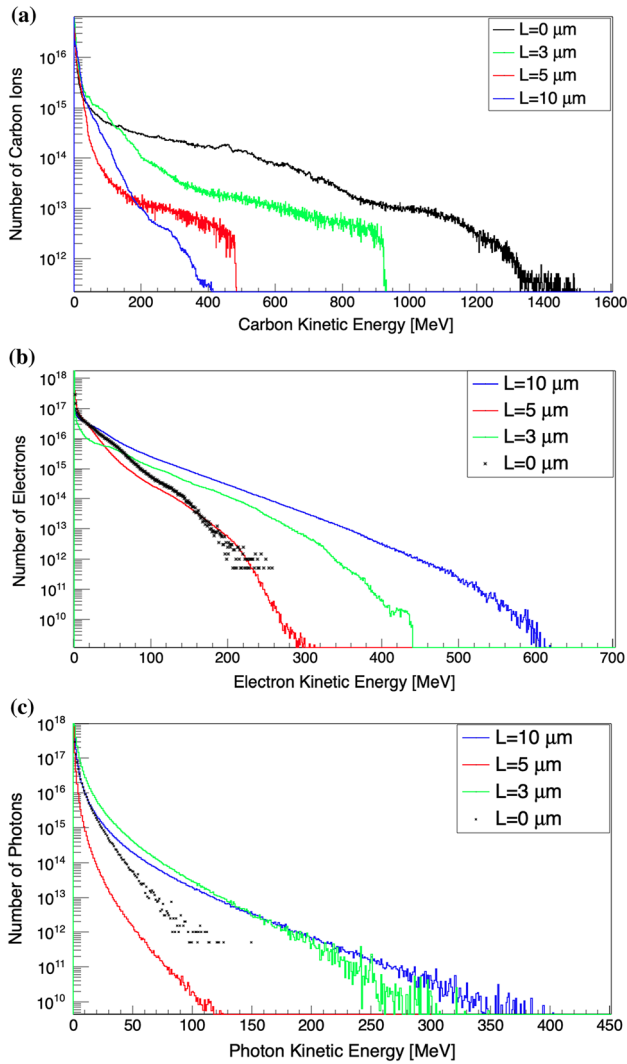 (a)
L=0 μm
L=3 μm
L=5 μm
L=10 μm
Number of Carbon Ions
10^16
10^15
10^14
10^13
10^12
0 200 400 600 800 1000 1200 1400 1600
Carbon Kinetic Energy [MeV]
(b)
L=10 μm
L=5 μm
L=3 μm
L=0 μm
Number of Electrons
10^18
10^17
10^16
10^15
10^14
10^13
10^12
10^11
10^10
0 100 200 300 400 500 600 700
Electron Kinetic Energy [MeV]
(c)
L=10 μm
L=5 μm
L=3 μm
L=0 μm
Number of Photons
10^18
10^17
10^16
10^15
10^14
10^13
10^12
10^11
10^10
0 50 100 150 200 250 300 350 400 450
Photon Kinetic Energy [MeV]